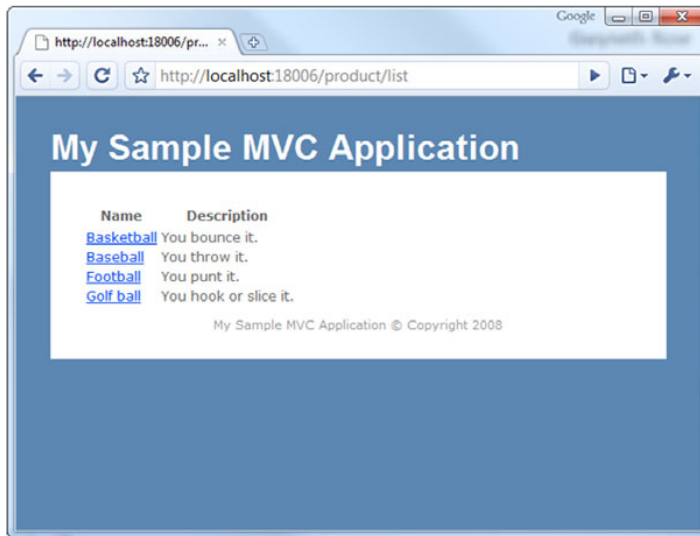 Google
http://localhost:18006/pr...
http://localhost:18006/product/list
My Sample MVC Application
Name Description
Basketball You bounce it.
Baseball You throw it.
Football You punt it.
Golf ball You hook or slice it.
My Sample MVC Application © Copyright 2008